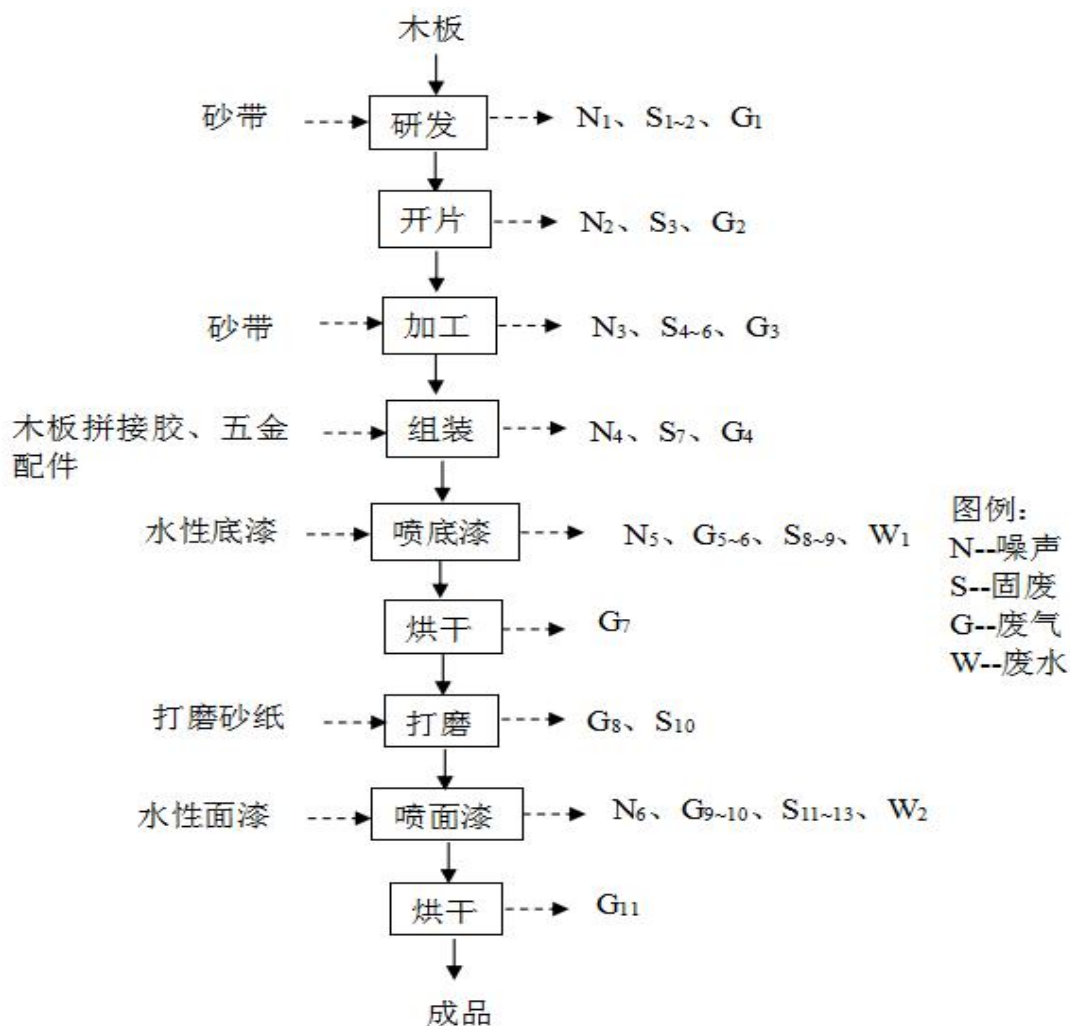 木板
砂带
研发
N₁、S₁~₂、G₁
开片
N₂、S₃、G₂
砂带
加工
N₃、S₄~₆、G₃
木板拼接胶、五金
配件
组装
N₄、S₇、G₄
水性底漆
喷底漆
N₅、G₅~₆、S₈~₉、W₁
烘干
G₇
打磨砂纸
打磨
G₈、S₁₀
水性面漆
喷面漆
N₆、G₉~₁₀、S₁₁~₁₃、W₂
烘干
G₁₁
成品
图例：
N--噪声
S--固废
G--废气
W--废水